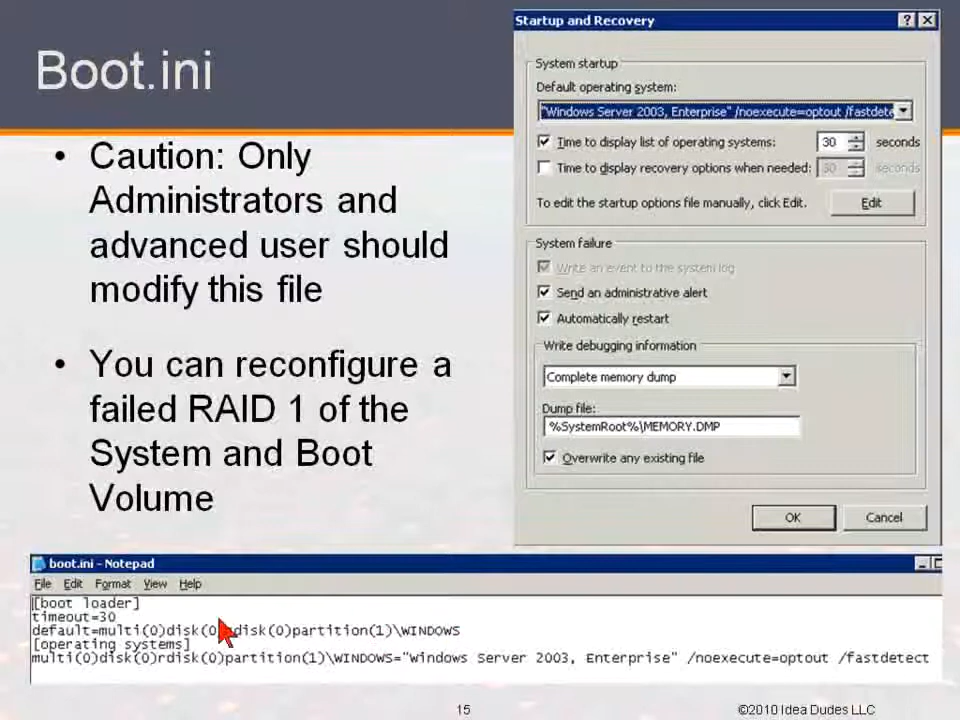 Boot.ini
• Caution: Only
Administrators and
advanced user should
modify this file
• You can reconfigure a
failed RAID 1 of the
System and Boot
Volume
Startup and Recovery
System startup
Default operating system:
"Windows Server 2003, Enterprise" /noexecute=optout /fastdete
Time to display list of operating systems: 30 seconds
Time to display recovery options when needed: 30 seconds
To edit the startup options file manually, click Edit. Edit
System failure
Write an event to the system log
Send an administrative alert
Automatically restart
Write debugging information
Complete memory dump
Dump file:
%SystemRoot%\MEMORY.DMP
Overwrite any existing file
OK Cancel
boot.ini - Notepad
File Edit Format View Help
[boot loader]
timeout=30
default=multi(0)disk(0)rdisk(0)partition(1)\WINDOWS
[operating systems]
multi(0)disk(0)rdisk(0)partition(1)\WINDOWS="Windows Server 2003, Enterprise" /noexecute=optout /fastdetect
15
©2010 Idea Dudes LLC